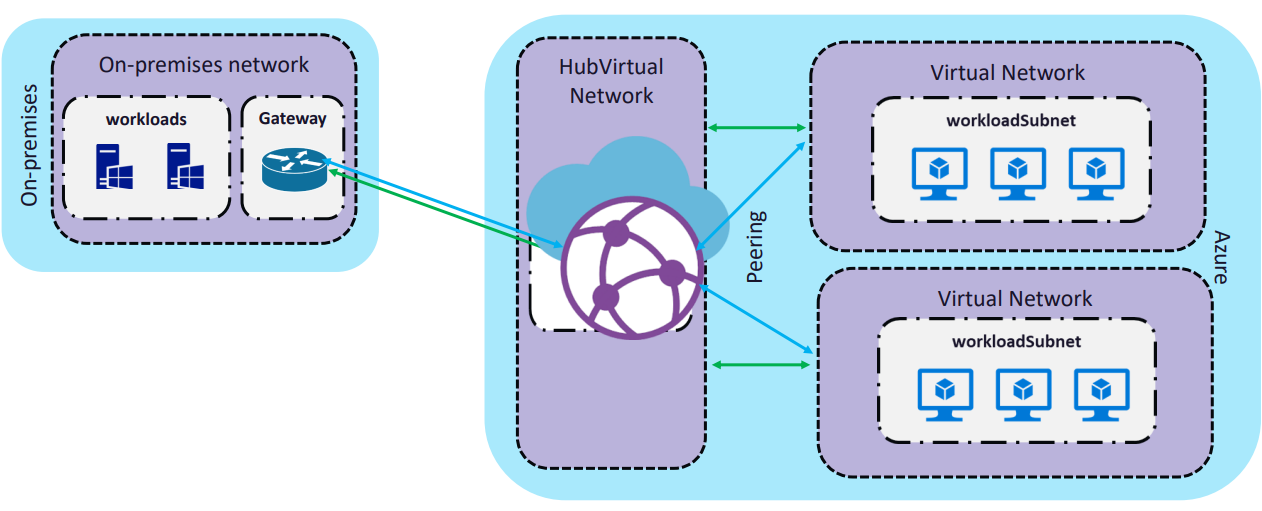 On-premises
On-premises network
workloads
Gateway
HubVirtual
Network
Peering
Virtual Network
workloadSubnet
Azure
Virtual Network
workloadSubnet